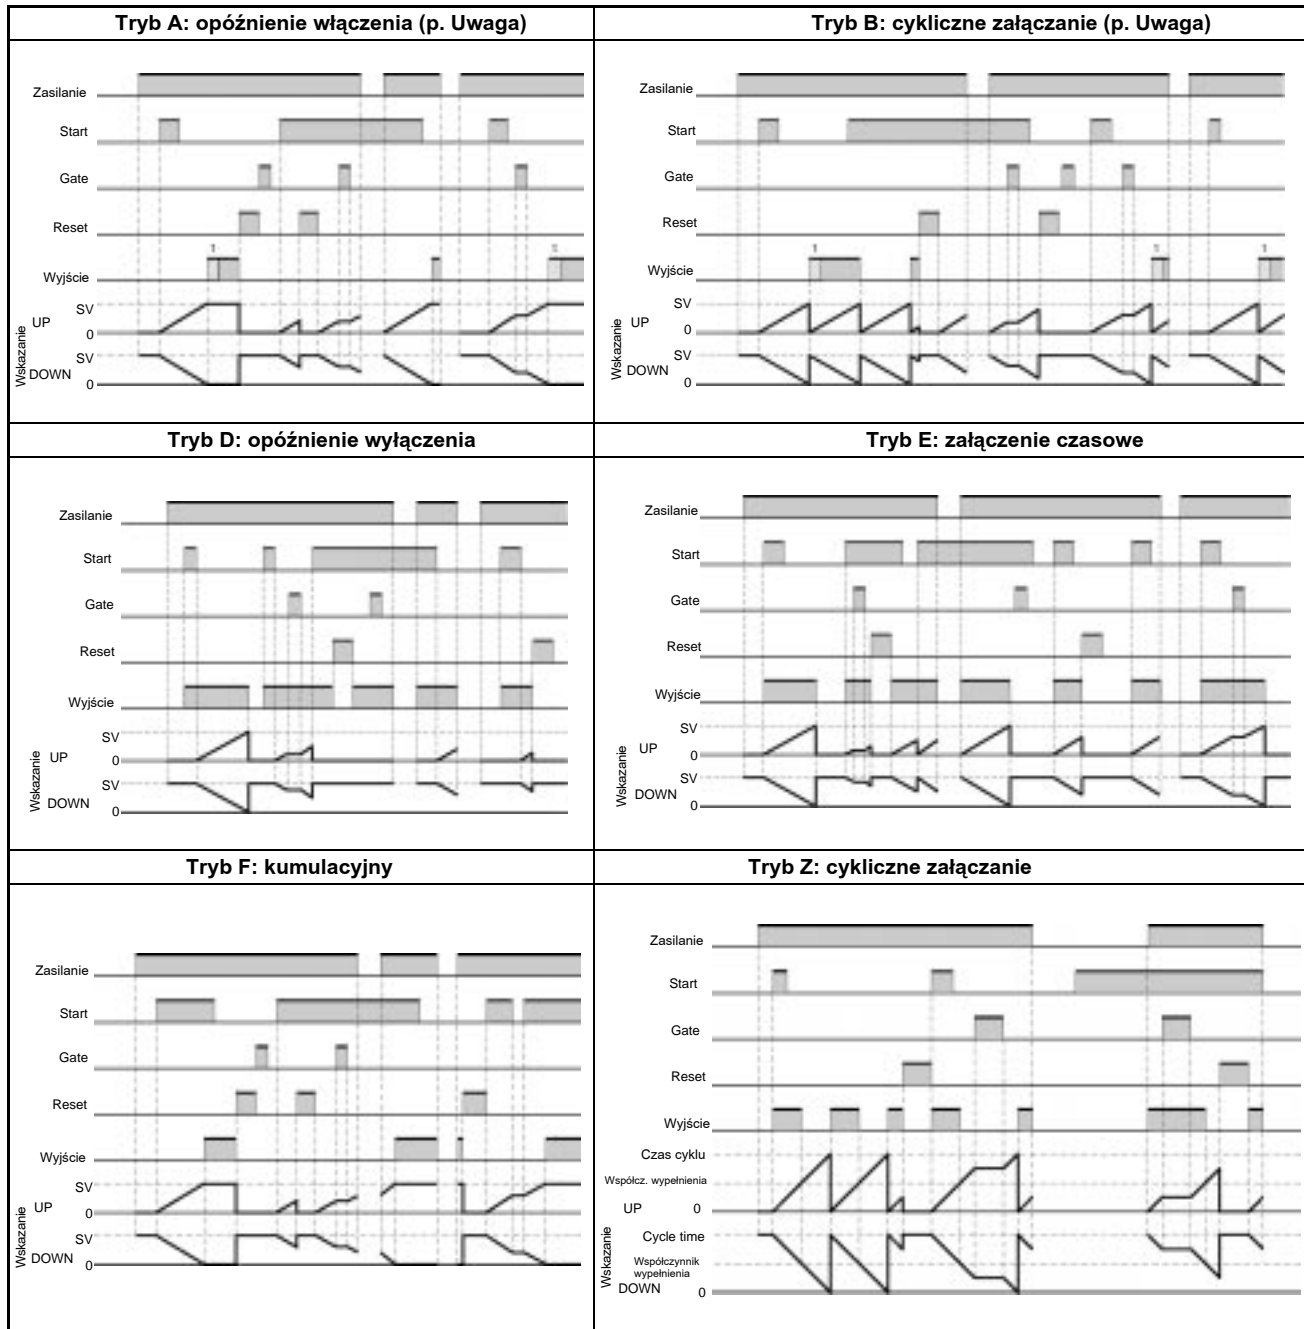 Tryb A: opóźnienie włączenia (p. Uwaga)
Zasilanie
Start
Gate
Reset
1
1
Wyjście
SV
UP
0
SV
DOWN
0
Wskazanie
Tryb B: cykliczne załączanie (p. Uwaga)
Zasilanie
Start
Gate
Reset
1
1
1
Wyjście
SV
UP
0
SV
DOWN
0
Wskazanie
Tryb D: opóźnienie wyłączenia
Zasilanie
Start
Gate
Reset
Wyjście
SV
UP
0
SV
DOWN
0
Wskazanie
Tryb E: załączenie czasowe
Zasilanie
Start
Gate
Reset
Wyjście
SV
UP
0
SV
DOWN
0
Wskazanie
Tryb F: kumulacyjny
Zasilanie
Start
Gate
Reset
Wyjście
SV
UP
0
SV
DOWN
0
Wskazanie
Tryb Z: cykliczne załączanie
Zasilanie
Start
Gate
Reset
Wyjście
Czas cyklu
Współcz. wypełnienia
UP
0
Cycle time
Współczynnik
wypełnienia
DOWN
0
Wskazanie